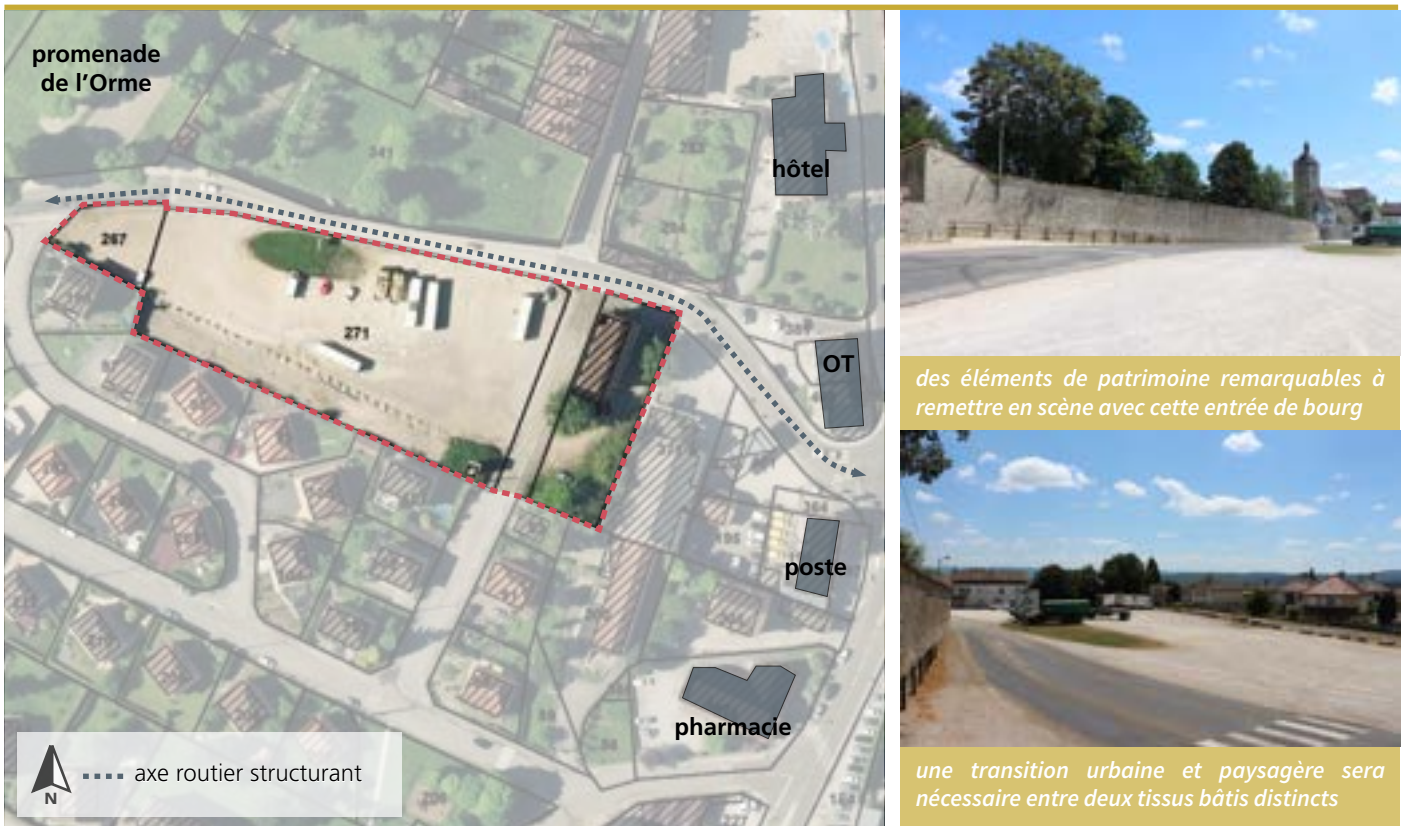 promenade
de l'Orme
hôtel
341
267
271
OT
poste
pharmacie
N
axe routier structurant
des éléments de patrimoine remarquables à
remettre en scène avec cette entrée de bourg
une transition urbaine et paysagère sera
nécessaire entre deux tissus bâtis distincts